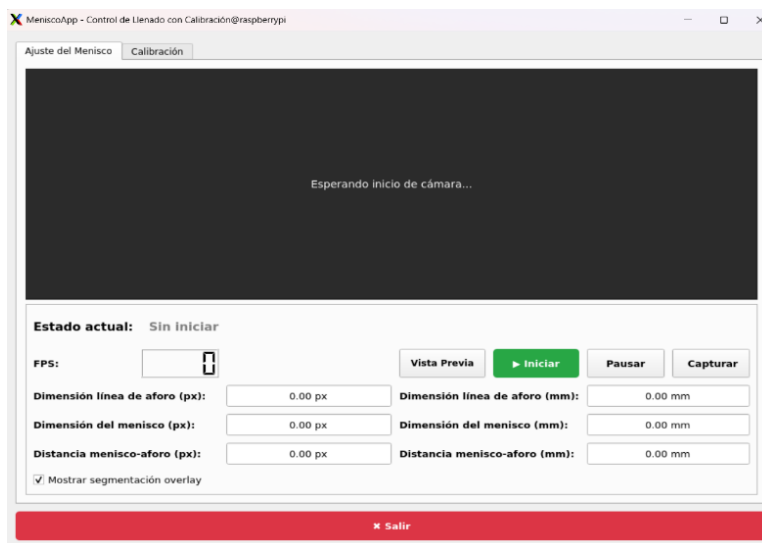 MeniscoApp - Control de Llenado con Calibración@raspberrypi
Ajuste del Menisco Calibración
Esperando inicio de cámara...
Estado actual: Sin iniciar
FPS: 0 Vista Previa ▶ Iniciar Pausar Capturar
Dimensión línea de aforo (px): 0.00 px Dimensión línea de aforo (mm): 0.00 mm
Dimensión del menisco (px): 0.00 px Dimensión del menisco (mm): 0.00 mm
Distancia menisco-aforo (px): 0.00 px Distancia menisco-aforo (mm): 0.00 mm
Mostrar segmentación overlay
✖ Salir